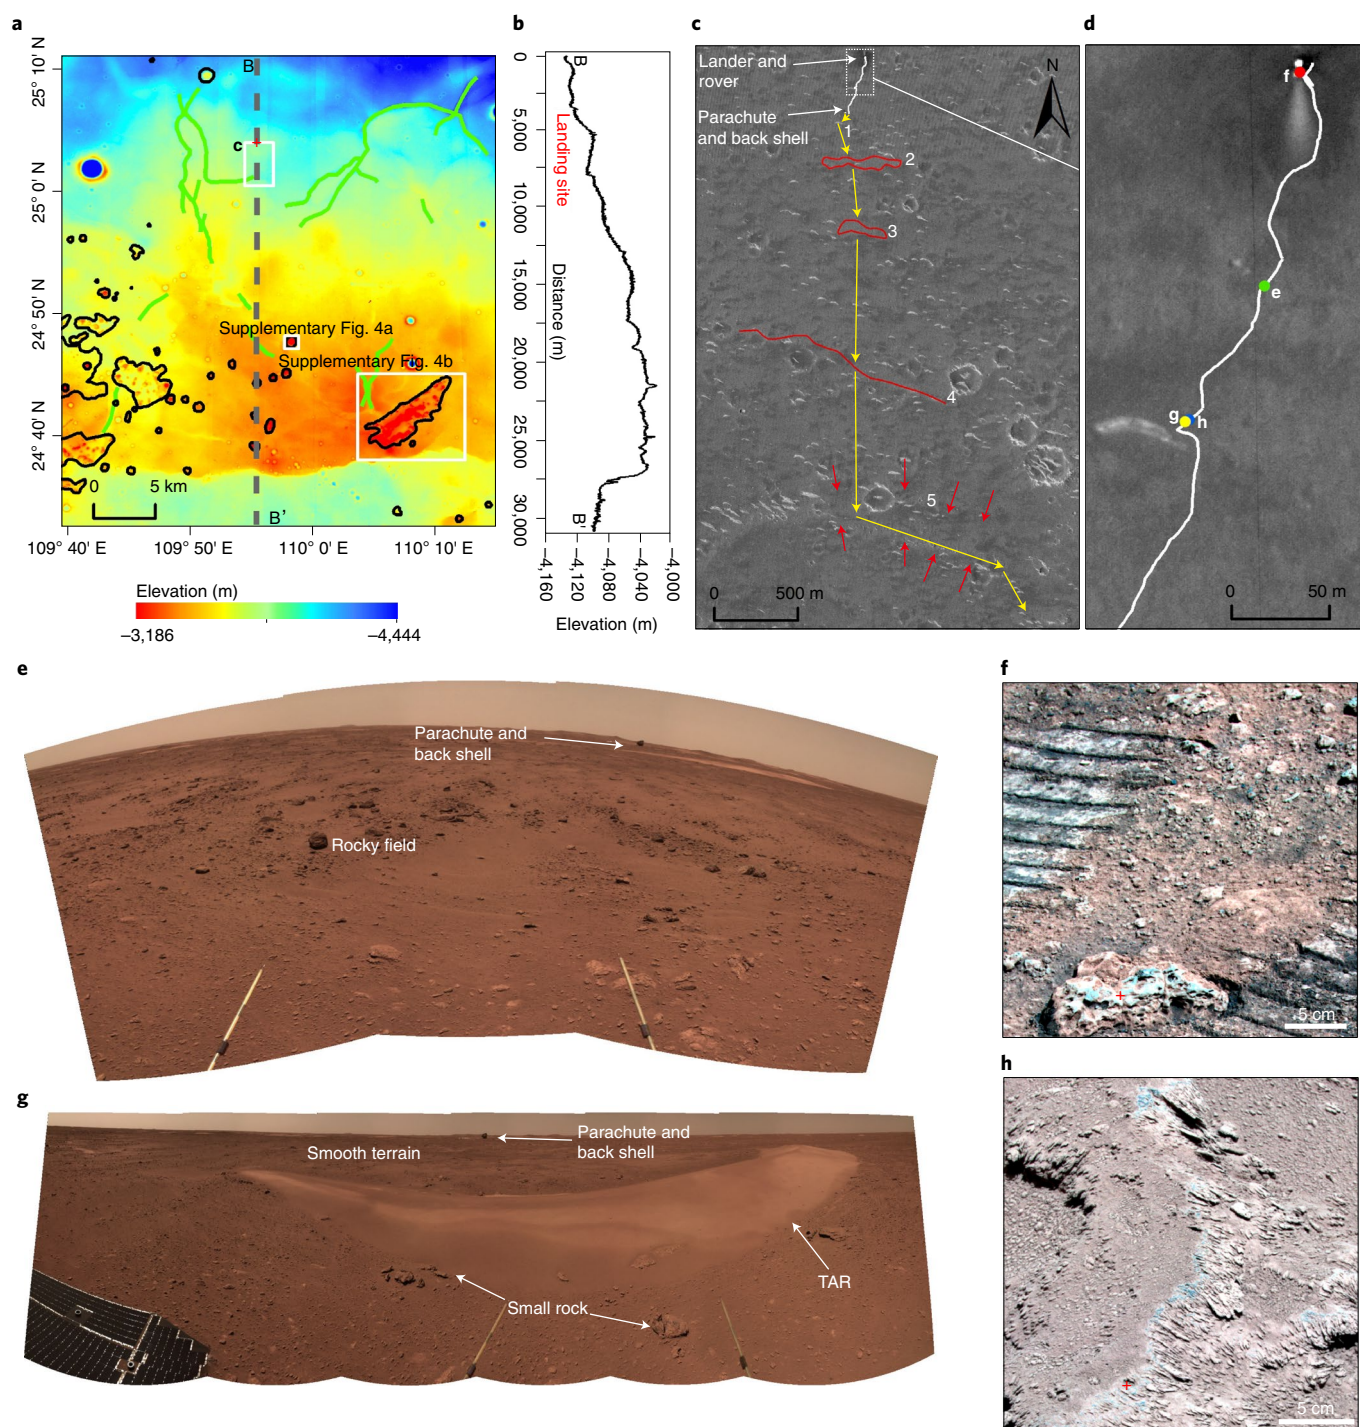 a
25° 10' N
25° 0' N
24° 50' N
24° 40' N
B
c
Supplementary Fig. 4a
Supplementary Fig. 4b
0 5 km
B'
109° 40' E 109° 50' E 110° 0' E 110° 10' E
Elevation (m)
–3,186 –4,444
b
0
5,000
10,000
15,000
20,000
25,000
30,000
B
Landing site
Distance (m)
B'
–4,160
–4,120
–4,080
–4,040
–4,000
Elevation (m)
c
Lander and
rover
Parachute
and back shell
N
1
2
3
4
5
0 500 m
d
f
e
g h
0 50 m
e
Parachute and
back shell
Rocky field
f
5 cm
g
Smooth terrain
Parachute and
back shell
TAR
Small rock
h
5 cm